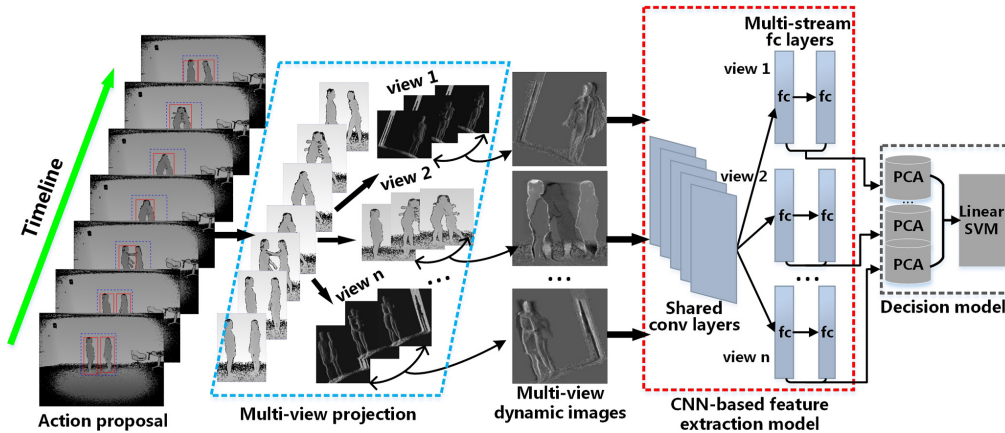 Timeline
Action proposal
view 1
view 2
...
view n
Multi-view projection
...
Multi-view
dynamic images
Multi-stream
fc layers
view 1
fc
fc
view 2
fc
fc
...
view n
fc
fc
Shared
conv layers
CNN-based feature
extraction model
PCA
...
PCA
PCA
Linear
SVM
Decision model